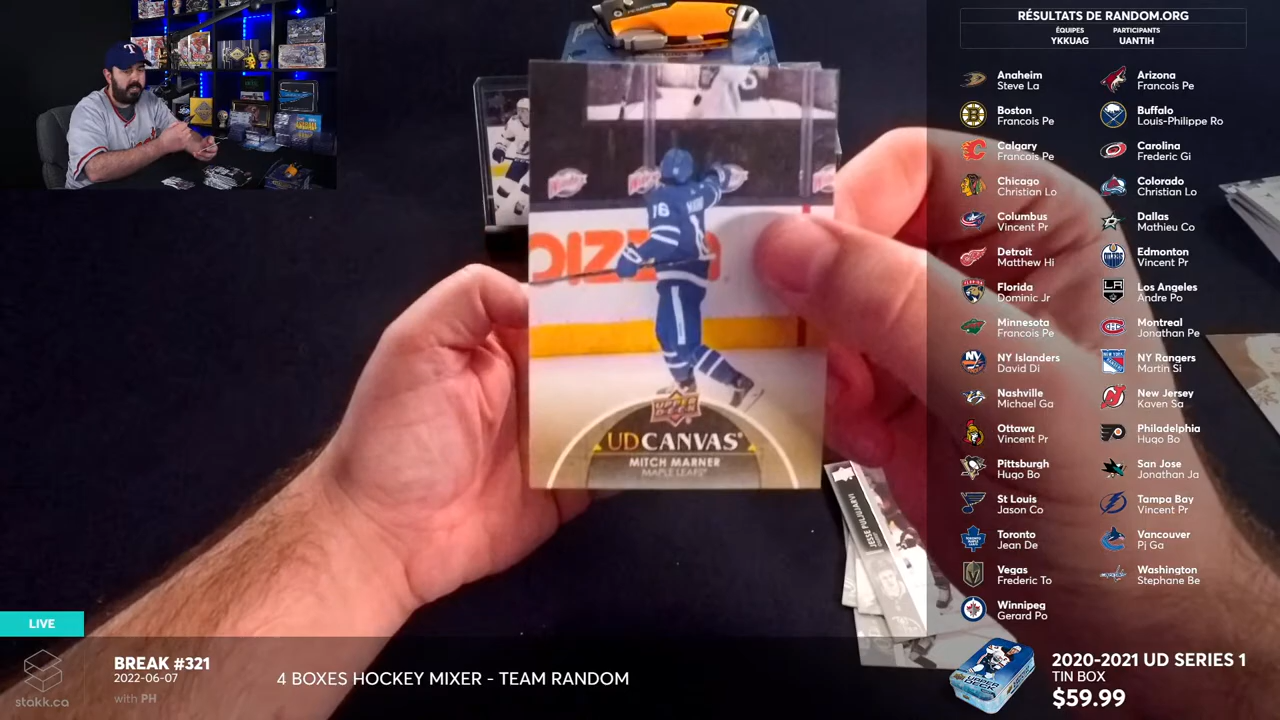 RÉSULTATS DE RANDOM.ORG
ÉQUIPES
YKKUAG
PARTICIPANTS
UANTIH
Anaheim
Steve La
Arizona
Francois Pe
Boston
Francois Pe
Buffalo
Louis-Philippe Ro
Calgary
Francois Pe
Carolina
Frederic Gi
Chicago
Christian Lo
Colorado
Christian Lo
Columbus
Vincent Pr
Dallas
Mathieu Co
Detroit
Matthew Hi
Edmonton
Vincent Pr
Florida
Dominic Jr
Los Angeles
Andre Po
Minnesota
Francois Pe
Montreal
Jonathan Pe
NY Islanders
David Di
NY Rangers
Martin Si
Nashville
Michael Ga
New Jersey
Kaven Sa
Ottawa
Vincent Pr
Philadelphia
Hugo Bo
Pittsburgh
Hugo Bo
San Jose
Jonathan Ja
St Louis
Jason Co
Tampa Bay
Vincent Pr
Toronto
Jean De
Vancouver
Pj Ga
Vegas
Frederic To
Washington
Stephane Be
Winnipeg
Gerard Po
16
PIZZA
UPPER DECK
UD CANVAS
MITCH MARNER
MAPLE LEAFS
JESSE PULJUJARVI
LIVE
stakk.ca
BREAK #321
2022-06-07
with PH
4 BOXES HOCKEY MIXER - TEAM RANDOM
2020-2021 UD SERIES 1
TIN BOX
$59.99